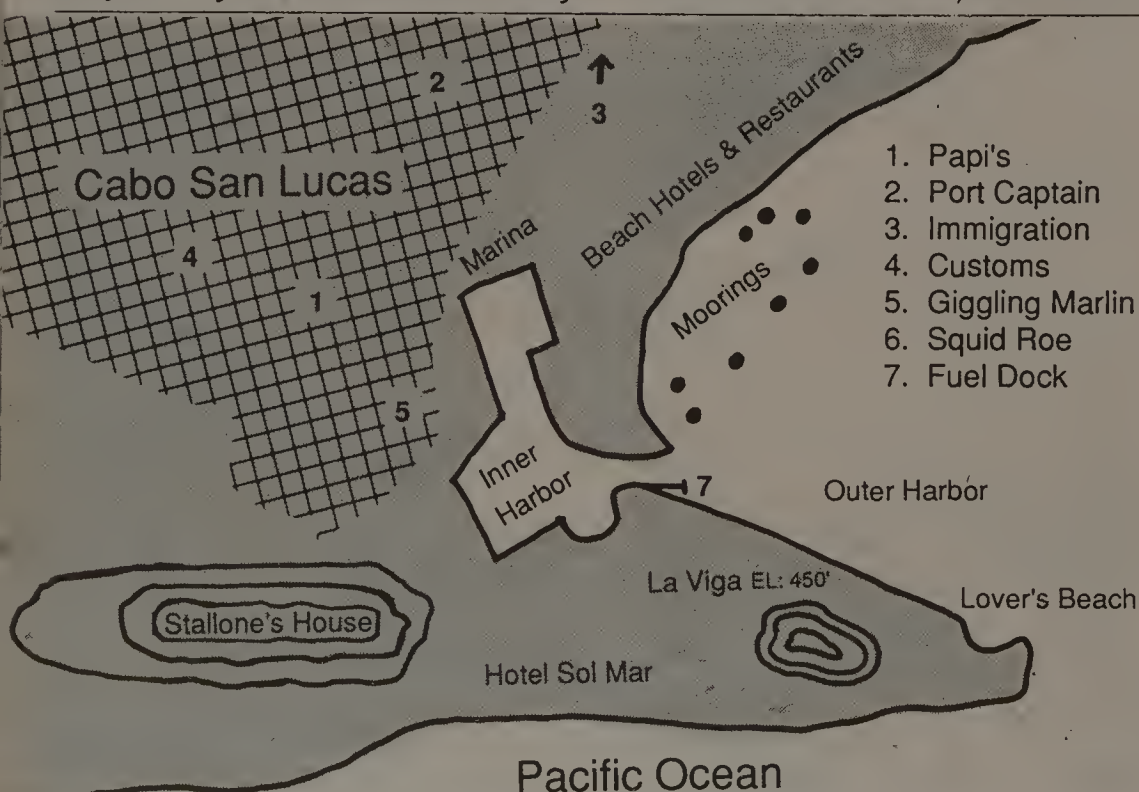 2
3
Cabo San Lucas
4
1
5
Marina
Beach Hotels & Restaurants
Moorings
1. Papi's
2. Port Captain
3. Immigration
4. Customs
5. Giggling Marlin
6. Squid Roe
7. Fuel Dock
Inner
Harbor
7
Outer Harbor
La Viga EL: 450'
Lover's Beach
Stallone's House
Hotel Sol Mar
Pacific Ocean